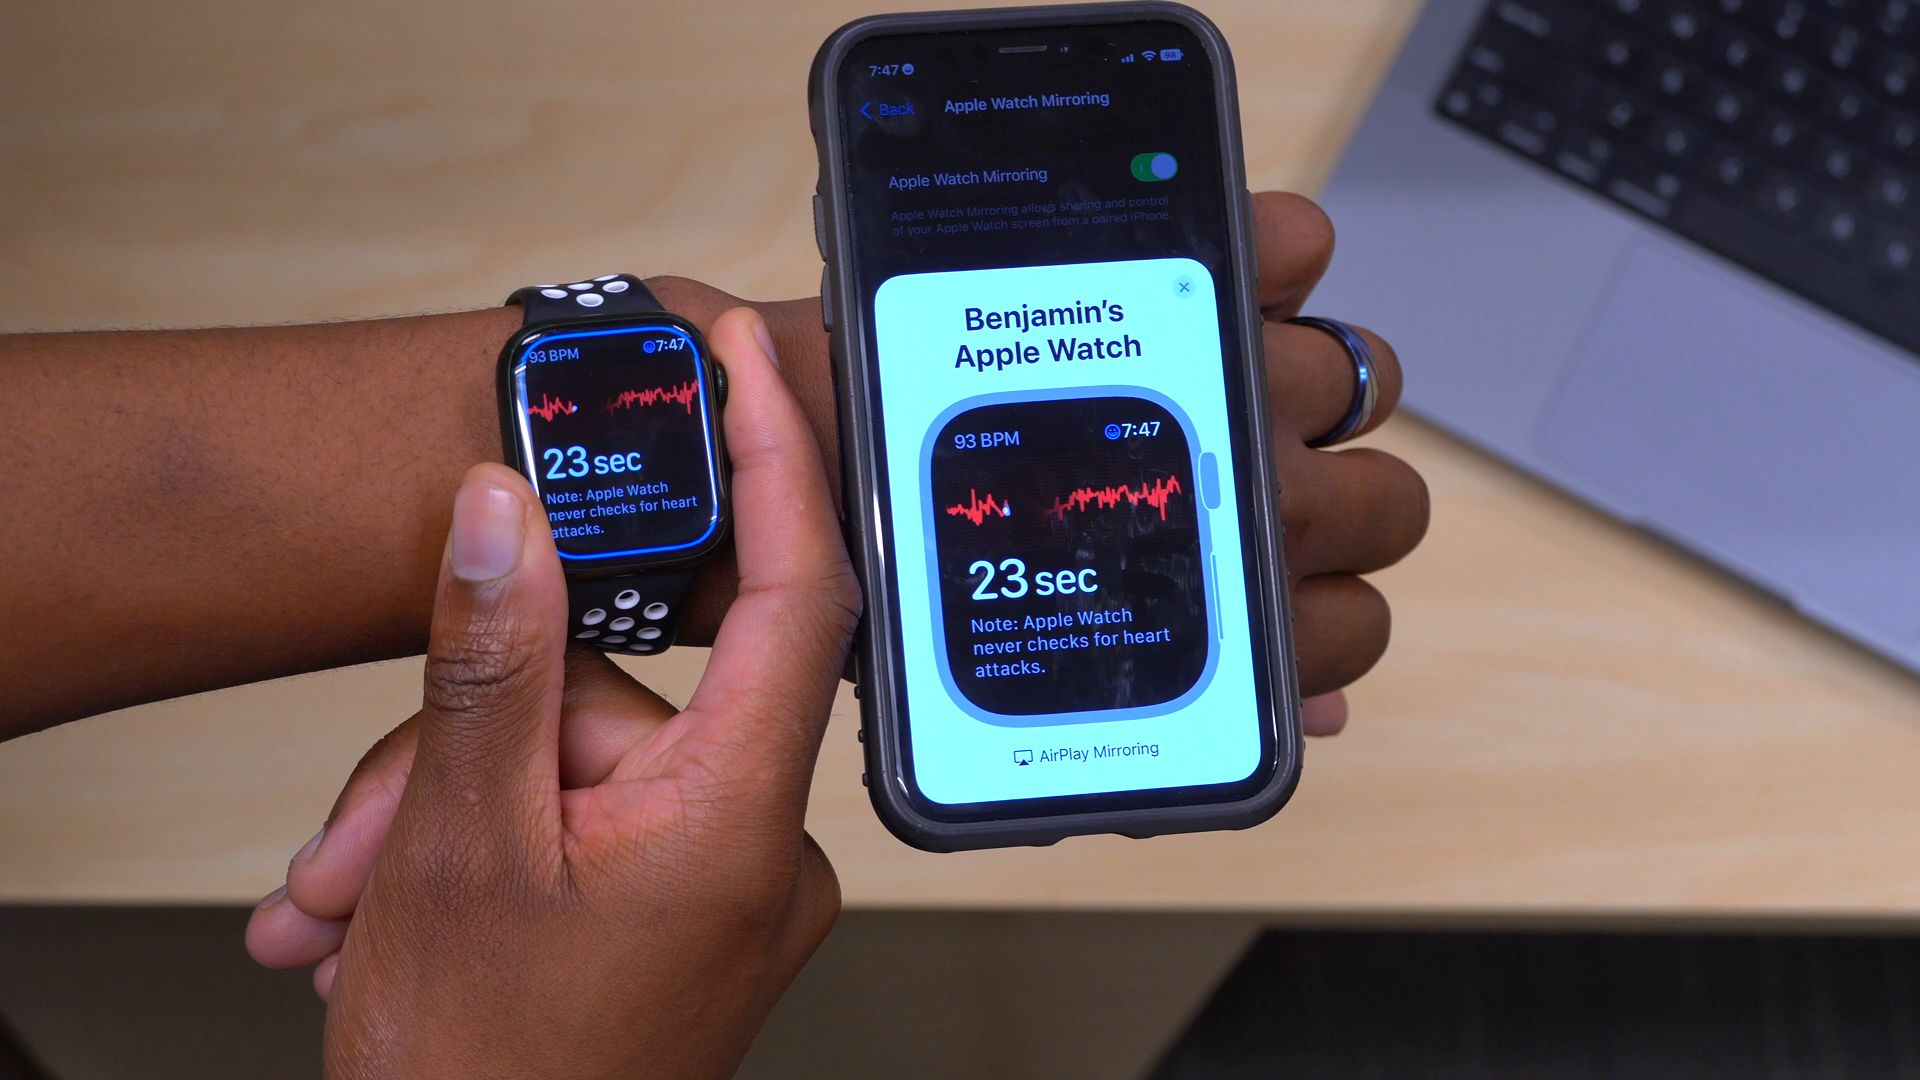 93 BPM
7:47
23 sec
Note: Apple Watch
never checks for heart
attacks.
7:47
98
Back
Apple Watch Mirroring
Apple Watch Mirroring
Apple Watch Mirroring allows sharing and control
of your Apple Watch screen from a paired iPhone.
Benjamin’s
Apple Watch
93 BPM
7:47
23 sec
Note: Apple Watch
never checks for heart
attacks.
AirPlay Mirroring